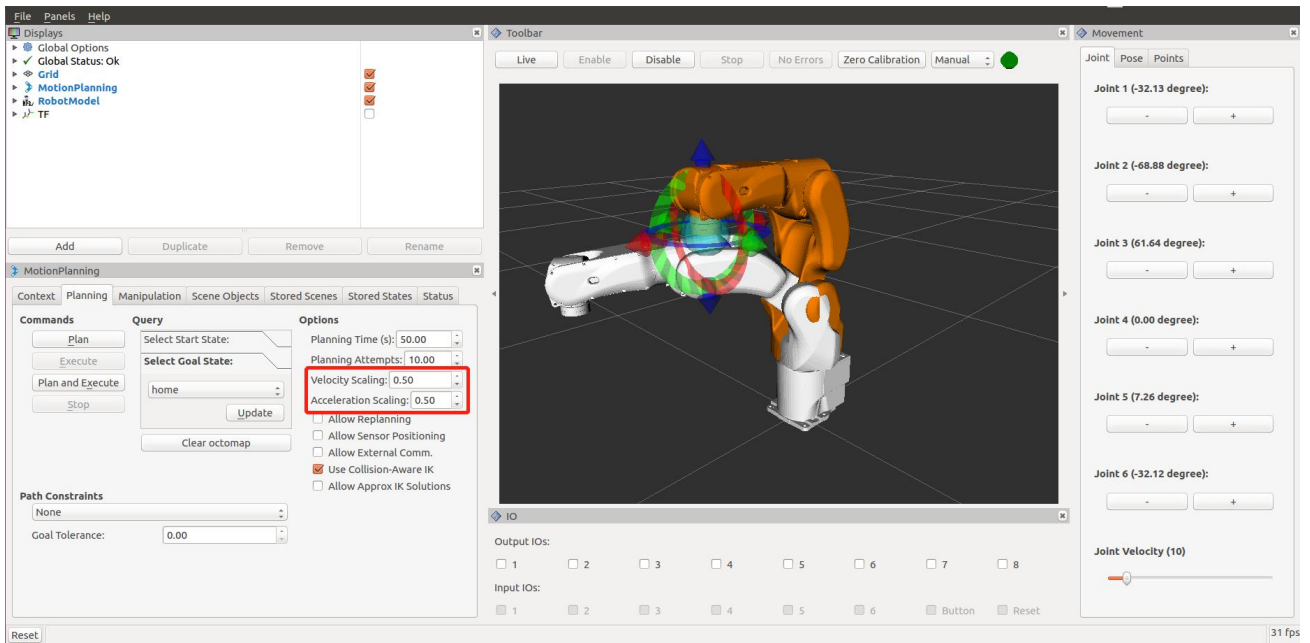 File Panels Help
Displays
Global Options
Global Status: Ok
Grid
MotionPlanning
RobotModel
TF
Add Duplicate Remove Rename
MotionPlanning
Context Planning Manipulation Scene Objects Stored Scenes Stored States Status
Commands
Plan
Execute
Plan and Execute
Stop
Query
Select Start State:
Select Goal State:
home
Update
Clear octomap
Options
Planning Time (s): 50.00
Planning Attempts: 10.00
Velocity Scaling: 0.50
Acceleration Scaling: 0.50
Allow Replanning
Allow Sensor Positioning
Allow External Comm.
Use Collision-Aware IK
Allow Approx IK Solutions
Path Constraints
None
Goal Tolerance: 0.00
Reset
Toolbar
Live Enable Disable Stop No Errors Zero Calibration Manual
IO
Output IOs:
1 2 3 4 5 6 7 8
Input IOs:
1 2 3 4 5 6 Button Reset
Movement
Joint Pose Points
Joint 1 (-32.13 degree):
- +
Joint 2 (-68.88 degree):
- +
Joint 3 (61.64 degree):
- +
Joint 4 (0.00 degree):
- +
Joint 5 (7.26 degree):
- +
Joint 6 (-32.12 degree):
- +
Joint Velocity (10)
31 fps